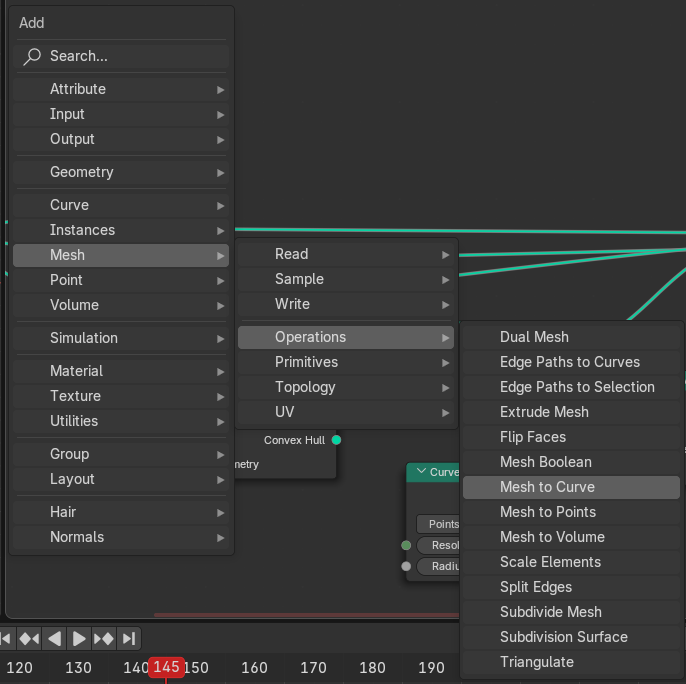 Add
Search...
Attribute
Input
Output
Geometry
Curve
Instances
Mesh
Point
Volume
Simulation
Material
Texture
Utilities
Group
Layout
Hair
Normals
Read
Sample
Write
Operations
Primitives
Topology
UV
Dual Mesh
Edge Paths to Curves
Edge Paths to Selection
Extrude Mesh
Flip Faces
Mesh Boolean
Mesh to Curve
Mesh to Points
Mesh to Volume
Scale Elements
Split Edges
Subdivide Mesh
Subdivision Surface
Triangulate
Convex Hull
metry
Curve
Points
Resol
Radiu
120 130 140 145 150 160 170 180 190